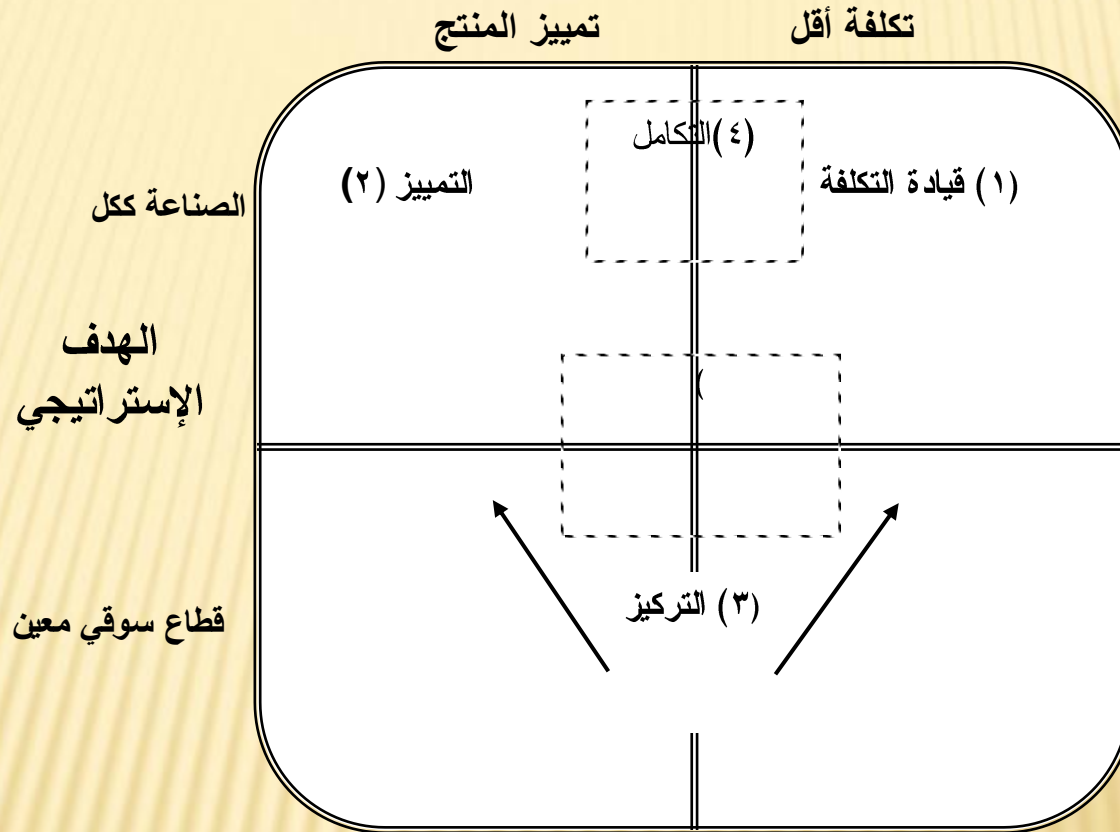 تكلفة أقل
تمييز المنتج
(٤)التكامل
(١) قيادة التكلفة
التمييز (٢)
الصناعة ككل
الهدف
الإستراتيجي
)
(٣) التركيز
قطاع سوقي معين